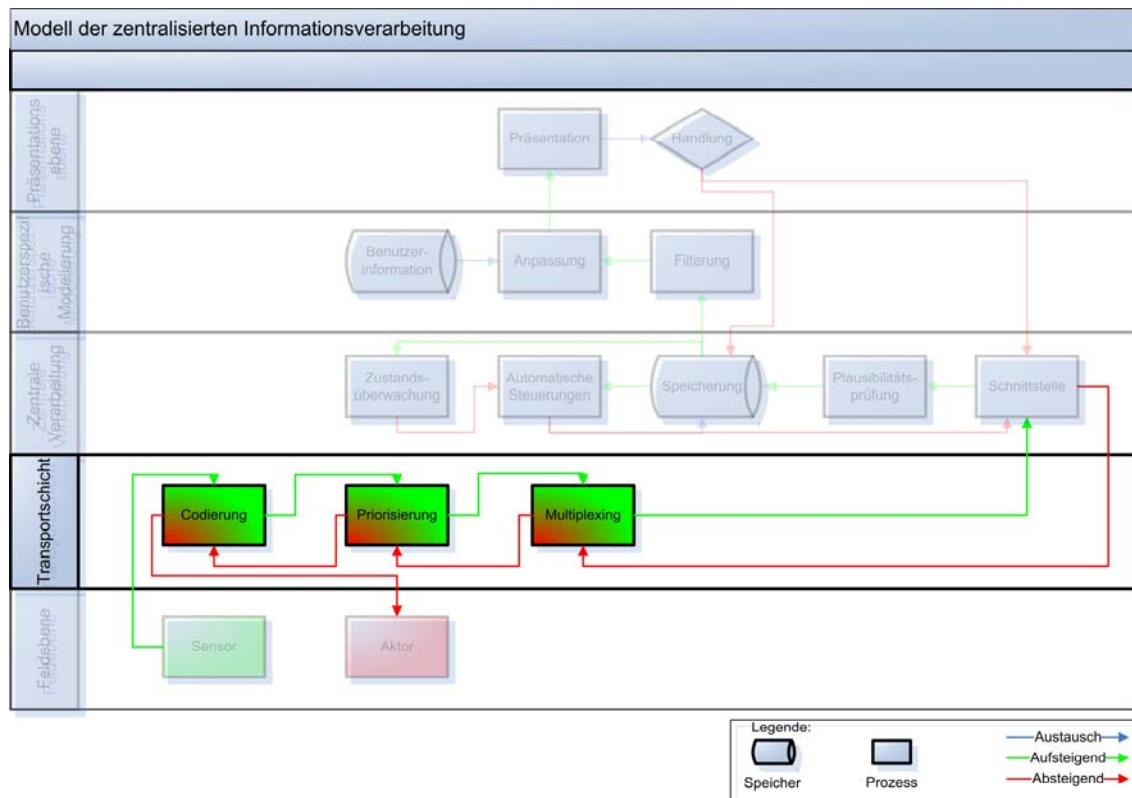 Modell der zentralisierten Informationsverarbeitung
Präsentations
ebene
Präsentation
Handlung
Benutzerspezif
ische
Modellierung
Benutzer-
information
Anpassung
Filterung
Zentrale
Verarbeitung
Zustands-
überwachung
Automatische
Steuerungen
Speicherung
Plausibilitäts-
prüfung
Schnittstelle
Transportschicht
Codierung
Priorisierung
Multiplexing
Feldebene
Sensor
Aktor
Legende:
Speicher
Prozess
Austausch
Aufsteigend
Absteigend